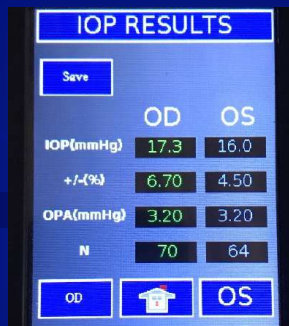 IOP RESULTS
Save
OD OS
IOP(mmHg) 17.3 16.0
+/-(%) 6.70 4.50
OPA(mmHg) 3.20 3.20
N 70 64
OD OS